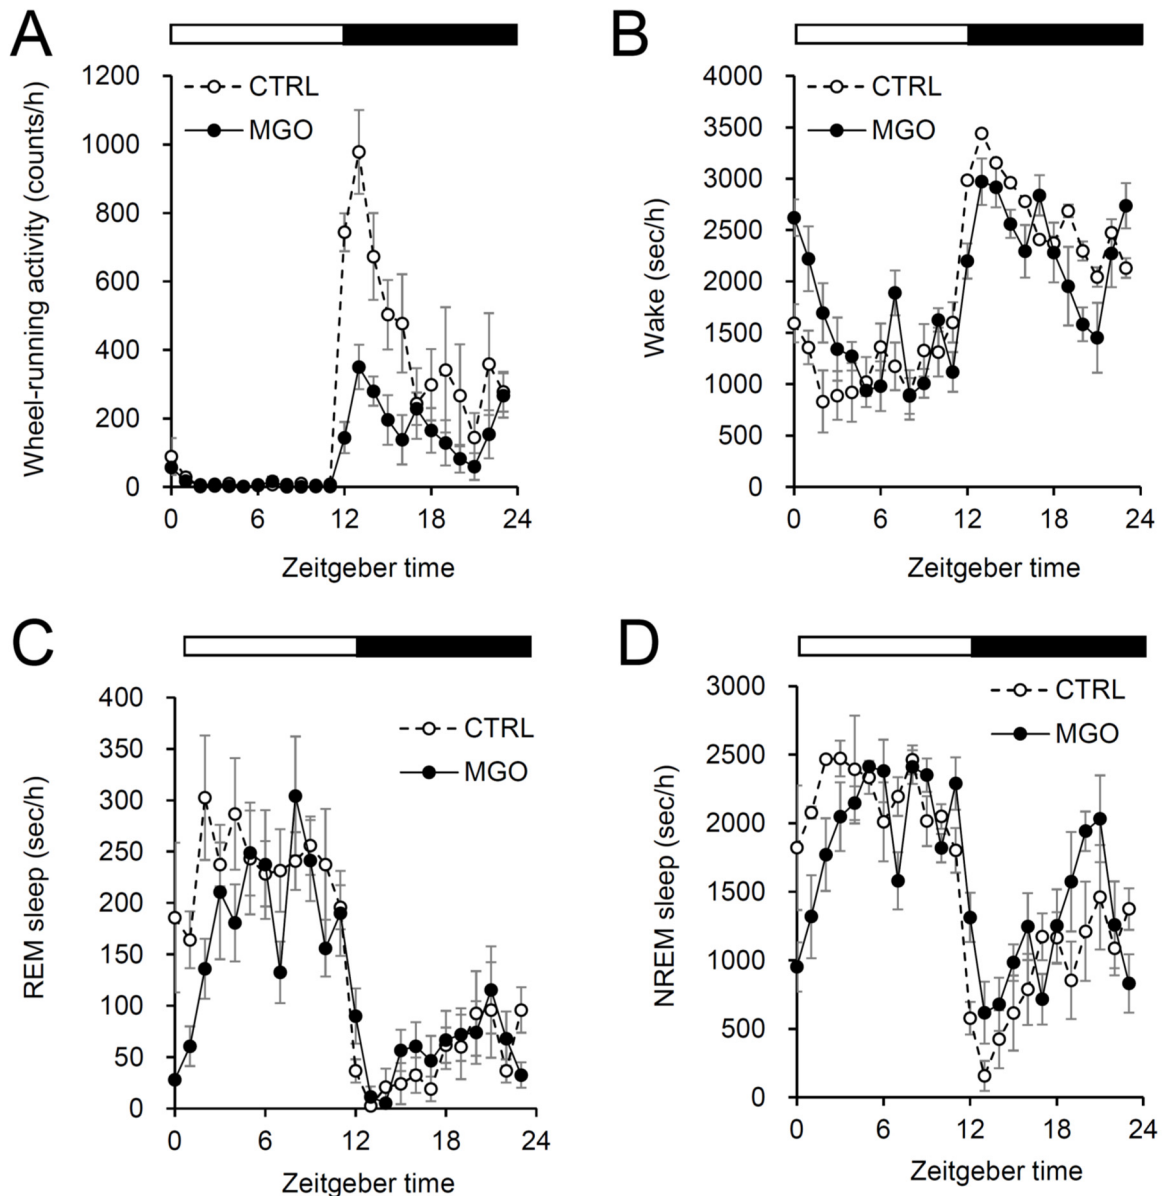 A
B
1200
1000
800
600
400
200
0
CTRL
MGO
Wheel-running activity (counts/h)
0 6 12 18 24
Zeitgeber time
4000
3500
3000
2500
2000
1500
1000
500
0
CTRL
MGO
Wake (sec/h)
0 6 12 18 24
Zeitgeber time
C
D
400
350
300
250
200
150
100
50
0
CTRL
MGO
REM sleep (sec/h)
0 6 12 18 24
Zeitgeber time
3000
2500
2000
1500
1000
500
0
CTRL
MGO
NREM sleep (sec/h)
0 6 12 18 24
Zeitgeber time